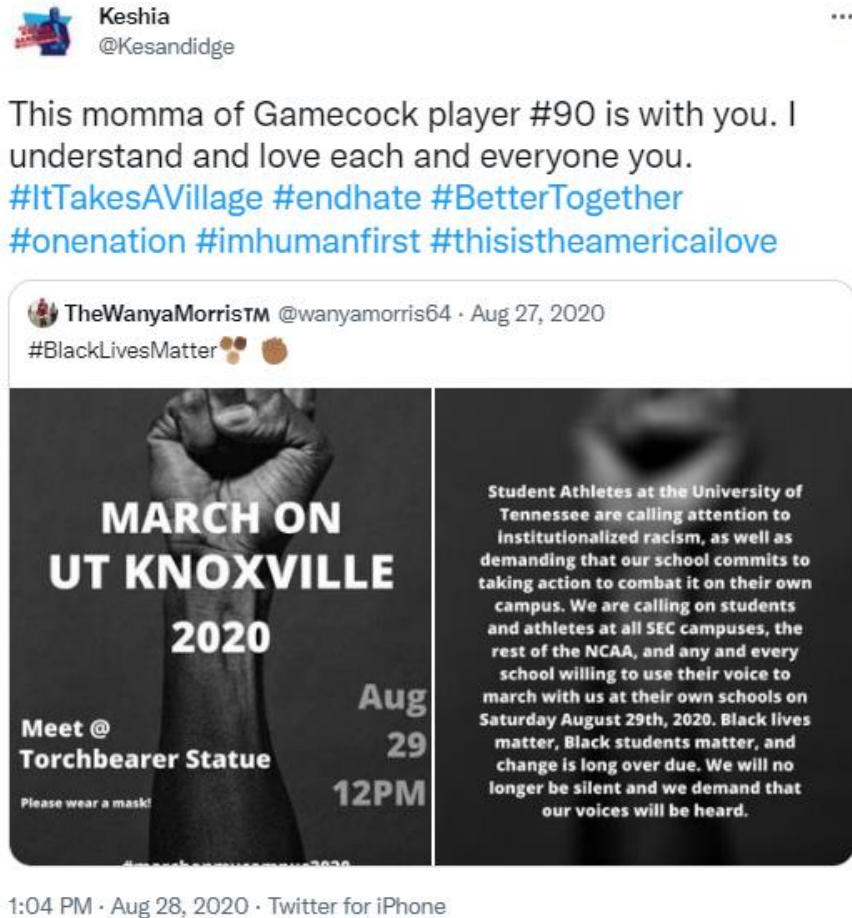 Keshia
@Kesandidge
This momma of Gamecock player #90 is with you. I
understand and love each and everyone you.
#ItTakesAVillage #endhate #BetterTogether
#onenation #imhumanfirst #thisistheamericailove
TheWanyaMorris™ @wanyamorris64 · Aug 27, 2020
#BlackLivesMatter
MARCH ON
UT KNOXVILLE
2020
Aug
29
12PM
Meet @
Torchbearer Statue
Please wear a mask!
Student Athletes at the University of
Tennessee are calling attention to
institutionalized racism, as well as
demanding that our school commits to
taking action to combat it on their own
campus. We are calling on students
and athletes at all SEC campuses, the
rest of the NCAA, and any and every
school willing to use their voice to
march with us at their own schools on
Saturday August 29th, 2020. Black lives
matter, Black students matter, and
change is long over due. We will no
longer be silent and we demand that
our voices will be heard.
1:04 PM · Aug 28, 2020 · Twitter for iPhone